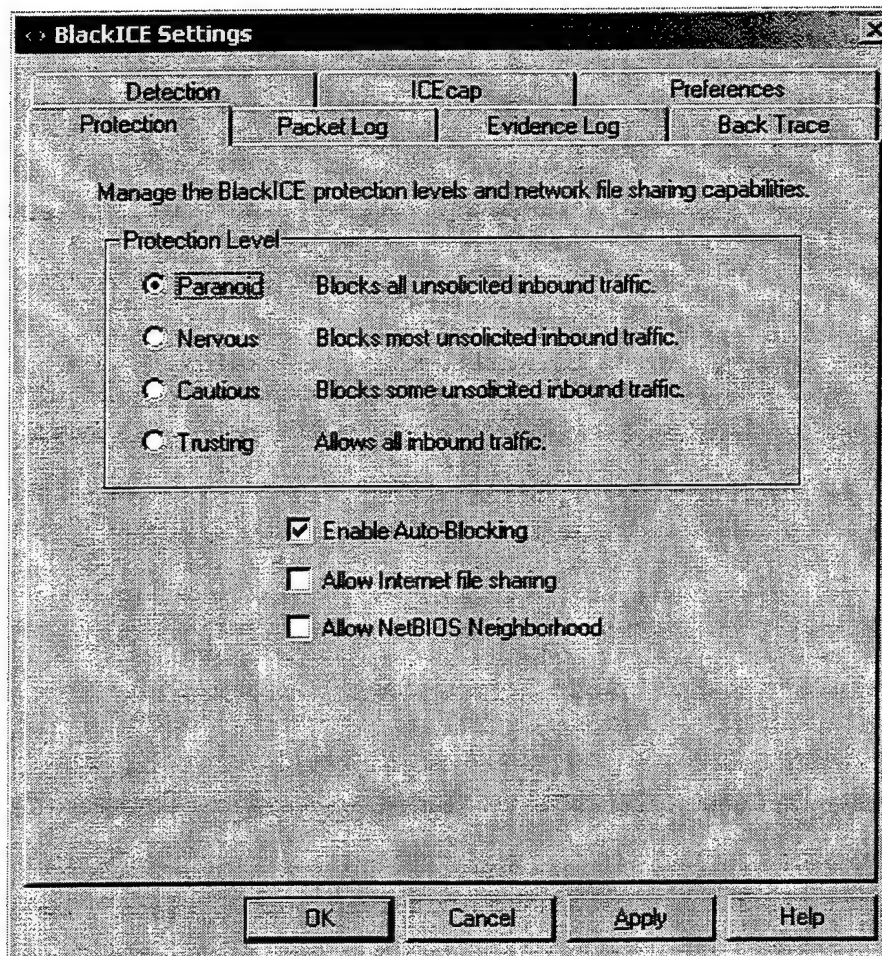 <> BlackICE Settings
Detection ICEcap Preferences
Protection Packet Log Evidence Log Back Trace
Manage the BlackICE protection levels and network file sharing capabilities.
Protection Level
Paranoid Blocks all unsolicited inbound traffic.
Nervous Blocks most unsolicited inbound traffic.
Cautious Blocks some unsolicited inbound traffic.
Trusting Allows all inbound traffic.
Enable Auto-Blocking
Allow Internet file sharing
Allow NetBIOS Neighborhood
OK Cancel Apply Help